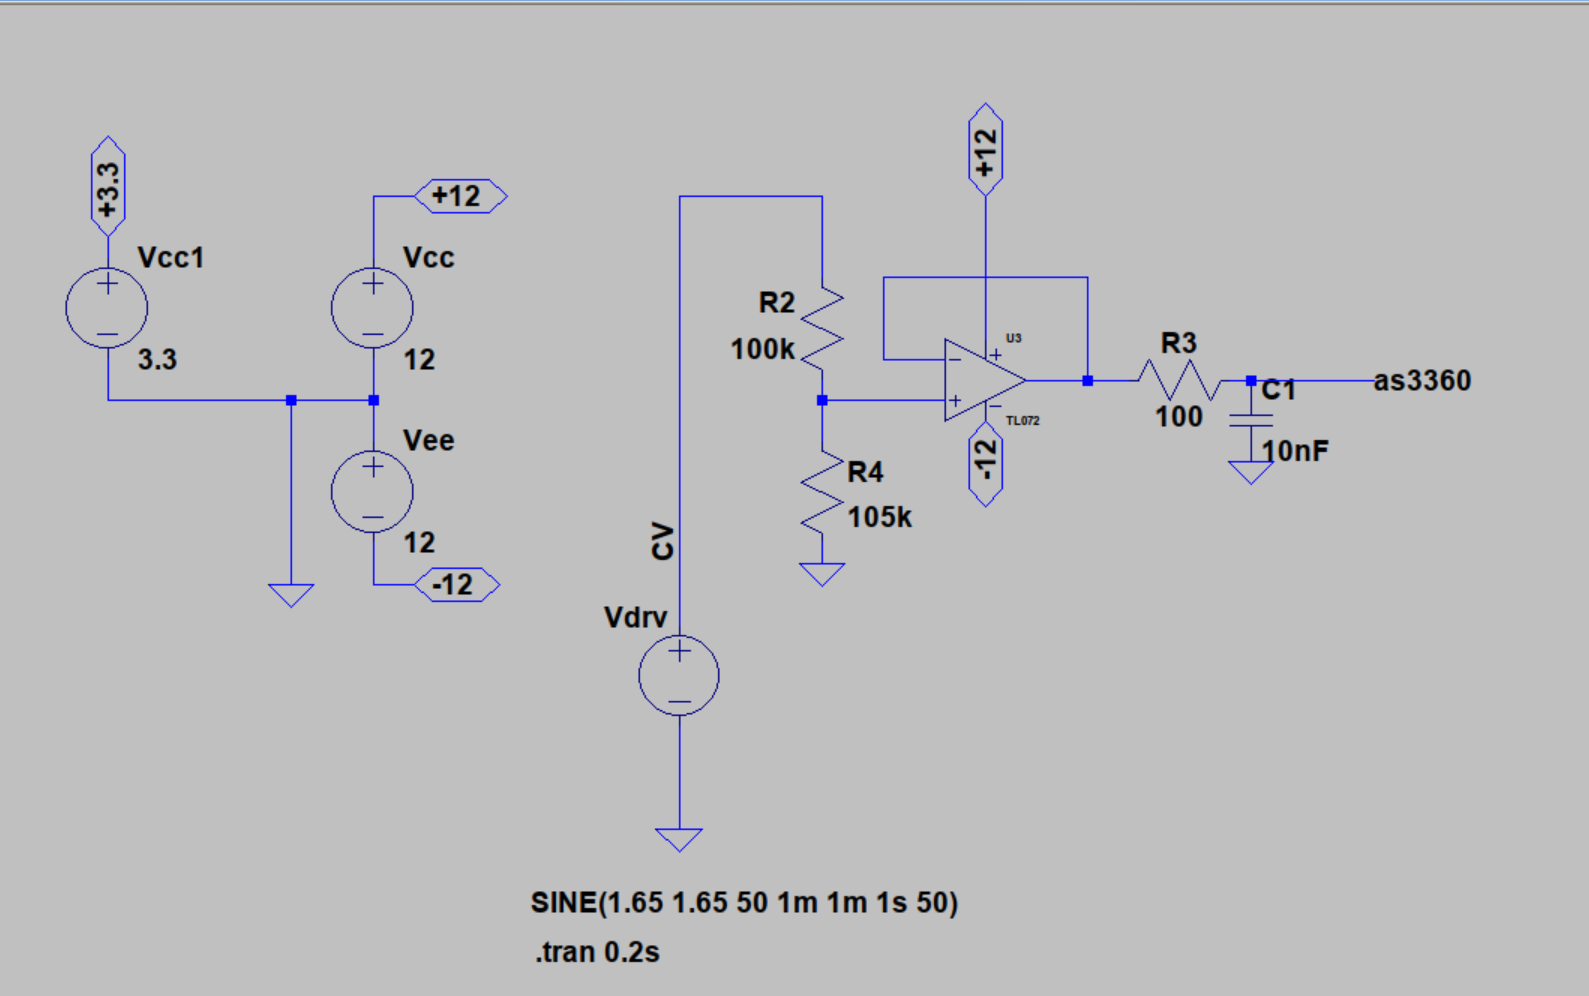 +3.3
Vcc1
3.3
+12
Vcc
12
Vee
12
-12
CV
Vdrv
R2
100k
R4
105k
+12
U3
TL072
-12
R3
100
C1
10nF
as3360
SINE(1.65 1.65 50 1m 1m 1s 50)
.tran 0.2s